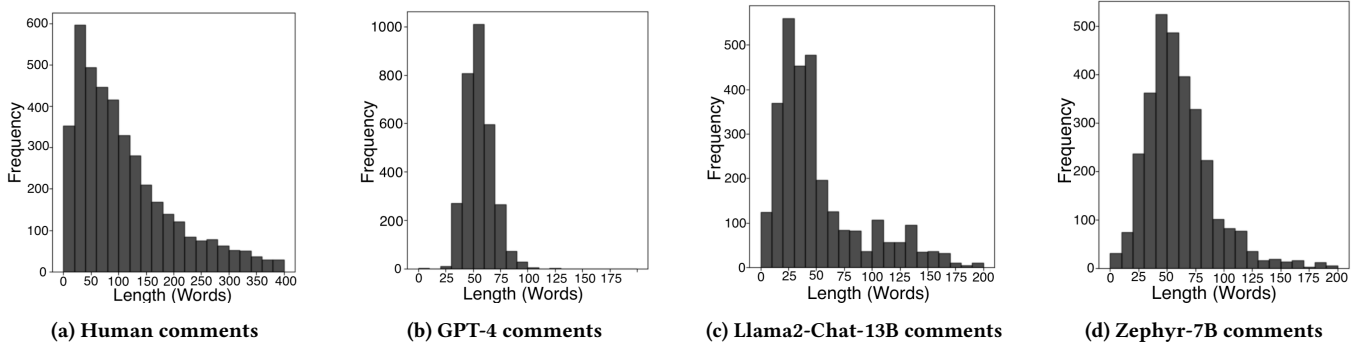 Frequency
600
500
400
300
200
100
0
0 50 100 150 200 250 300 350 400
Length (Words)
(a) Human comments
Frequency
1000
800
600
400
200
0
0 25 50 75 100 125 150 175
Length (Words)
(b) GPT-4 comments
Frequency
500
400
300
200
100
0
0 25 50 75 100 125 150 175 200
Length (Words)
(c) Llama2-Chat-13B comments
Frequency
500
400
300
200
100
0
0 25 50 75 100 125 150 175 200
Length (Words)
(d) Zephyr-7B comments